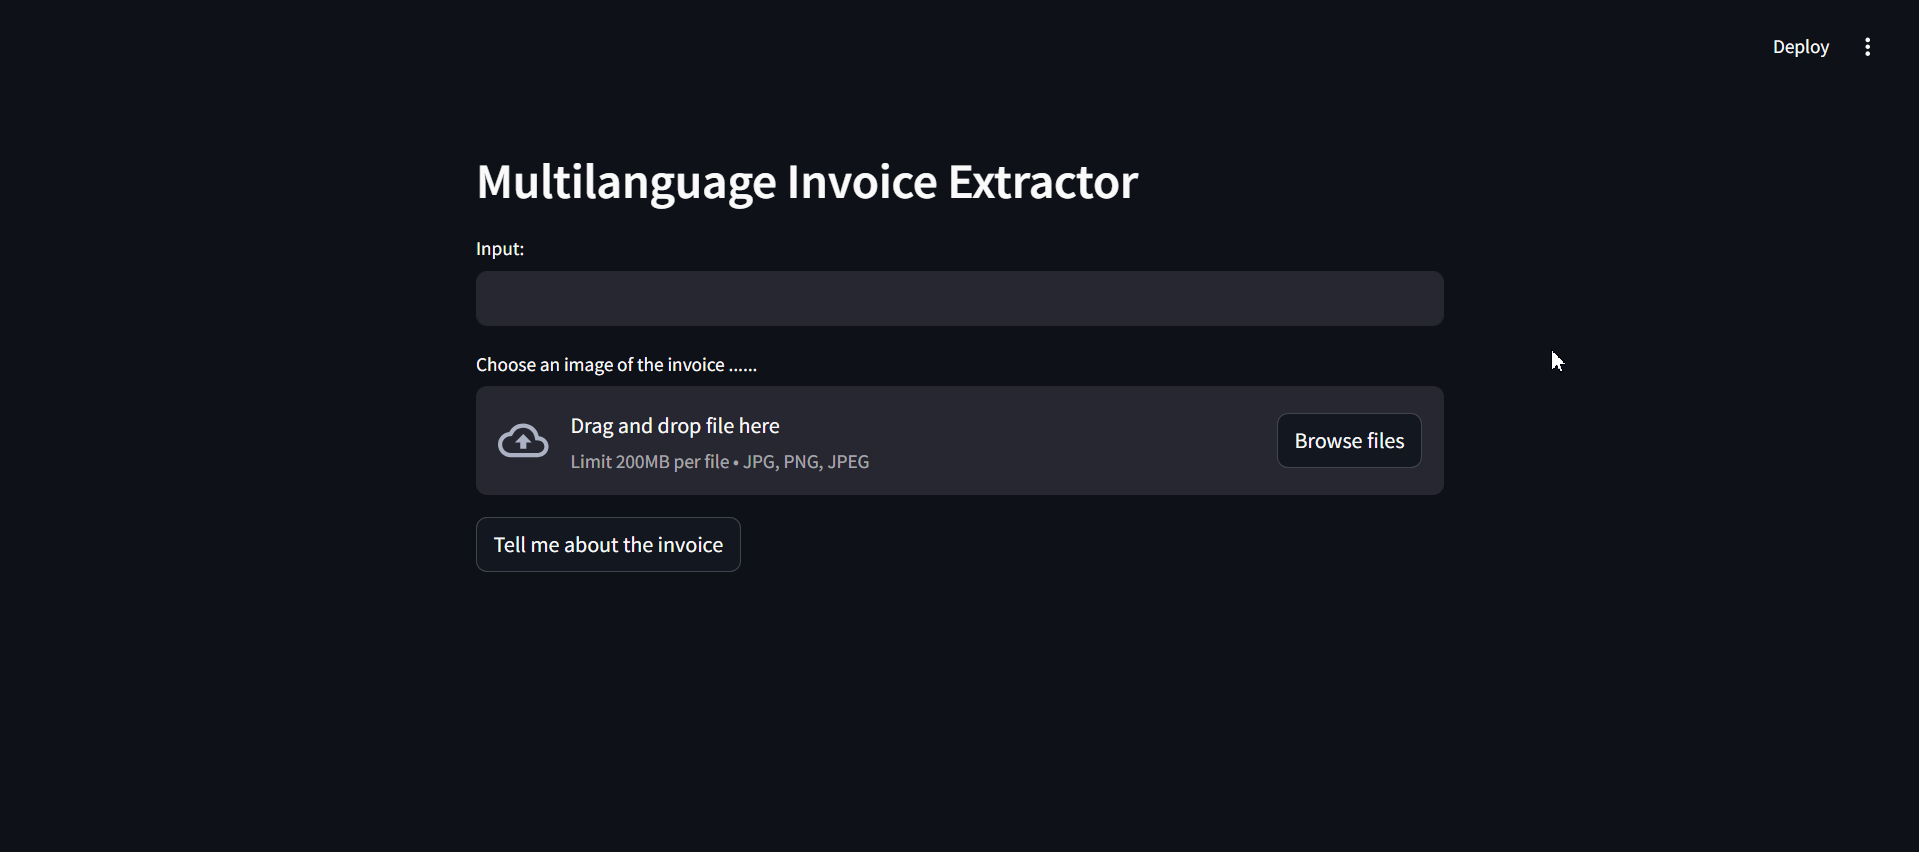 Deploy
Multilanguage Invoice Extractor
Input:
Choose an image of the invoice ......
Drag and drop file here
Limit 200MB per file • JPG, PNG, JPEG
Browse files
Tell me about the invoice